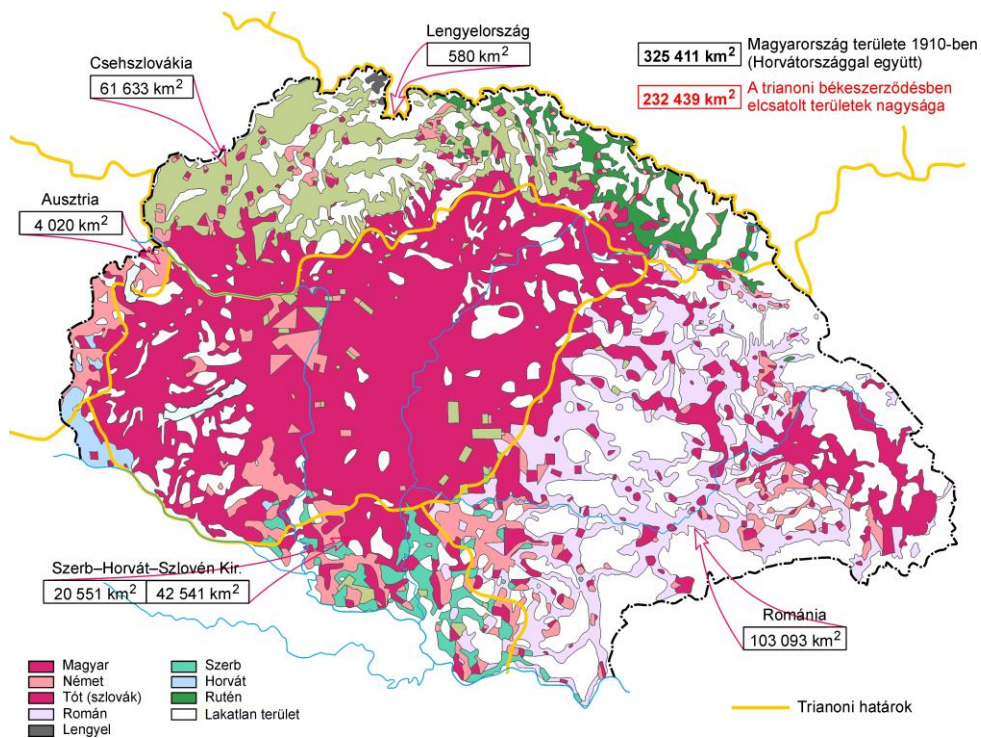 Lengyelország
580 km²
Csehszlovákia
61 633 km²
325 411 km²
Magyarország területe 1910-ben
(Horvátországgal együtt)
232 439 km²
A trianoni békeszerződésben
elcsatolt területek nagysága
Ausztria
4 020 km²
Szerb–Horvát–Szlovén Kir.
20 551 km²
42 541 km²
Románia
103 093 km²
Magyar
Német
Tót (szlovák)
Román
Lengyel
Szerb
Horvát
Rutén
Lakatlan terület
Trianoni határok